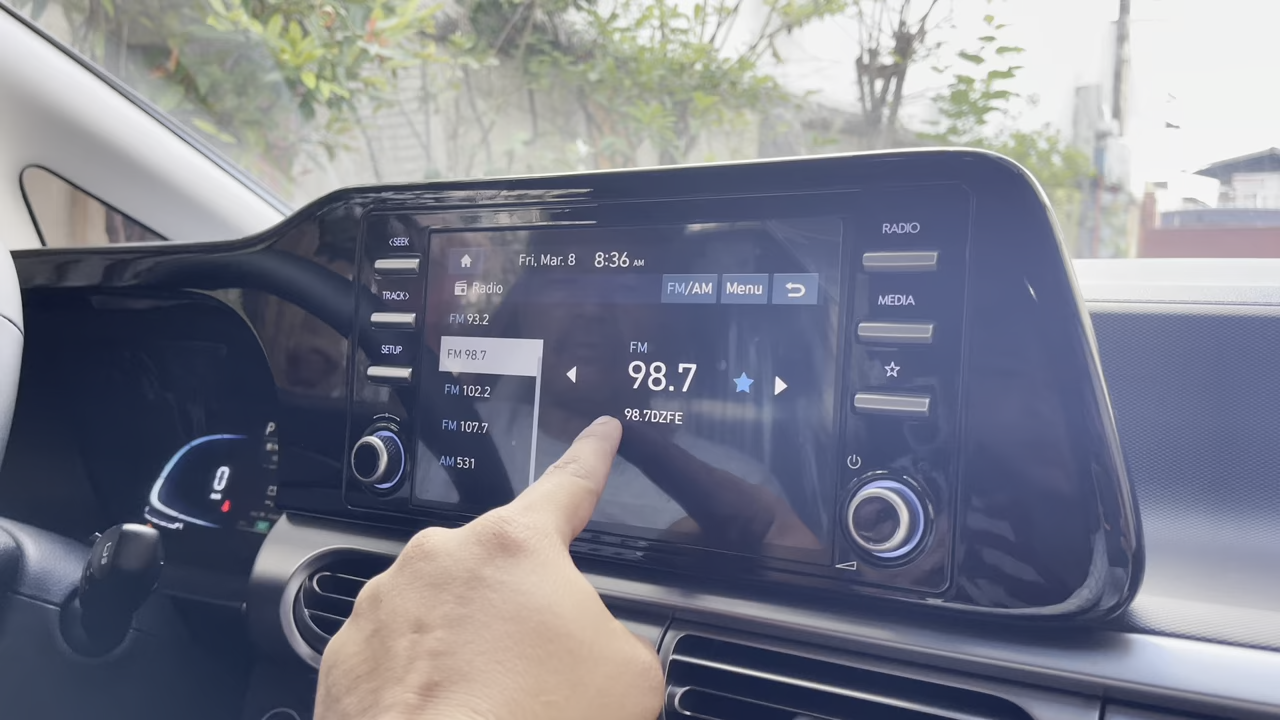 <SEEK
TRACK>
SETUP
Fri, Mar. 8 8:36 AM
Radio
FM/AM Menu
FM 93.2
FM 98.7
FM 102.2
FM 107.7
AM 531
FM
98.7
98.7DZFE
RADIO
MEDIA
P
0